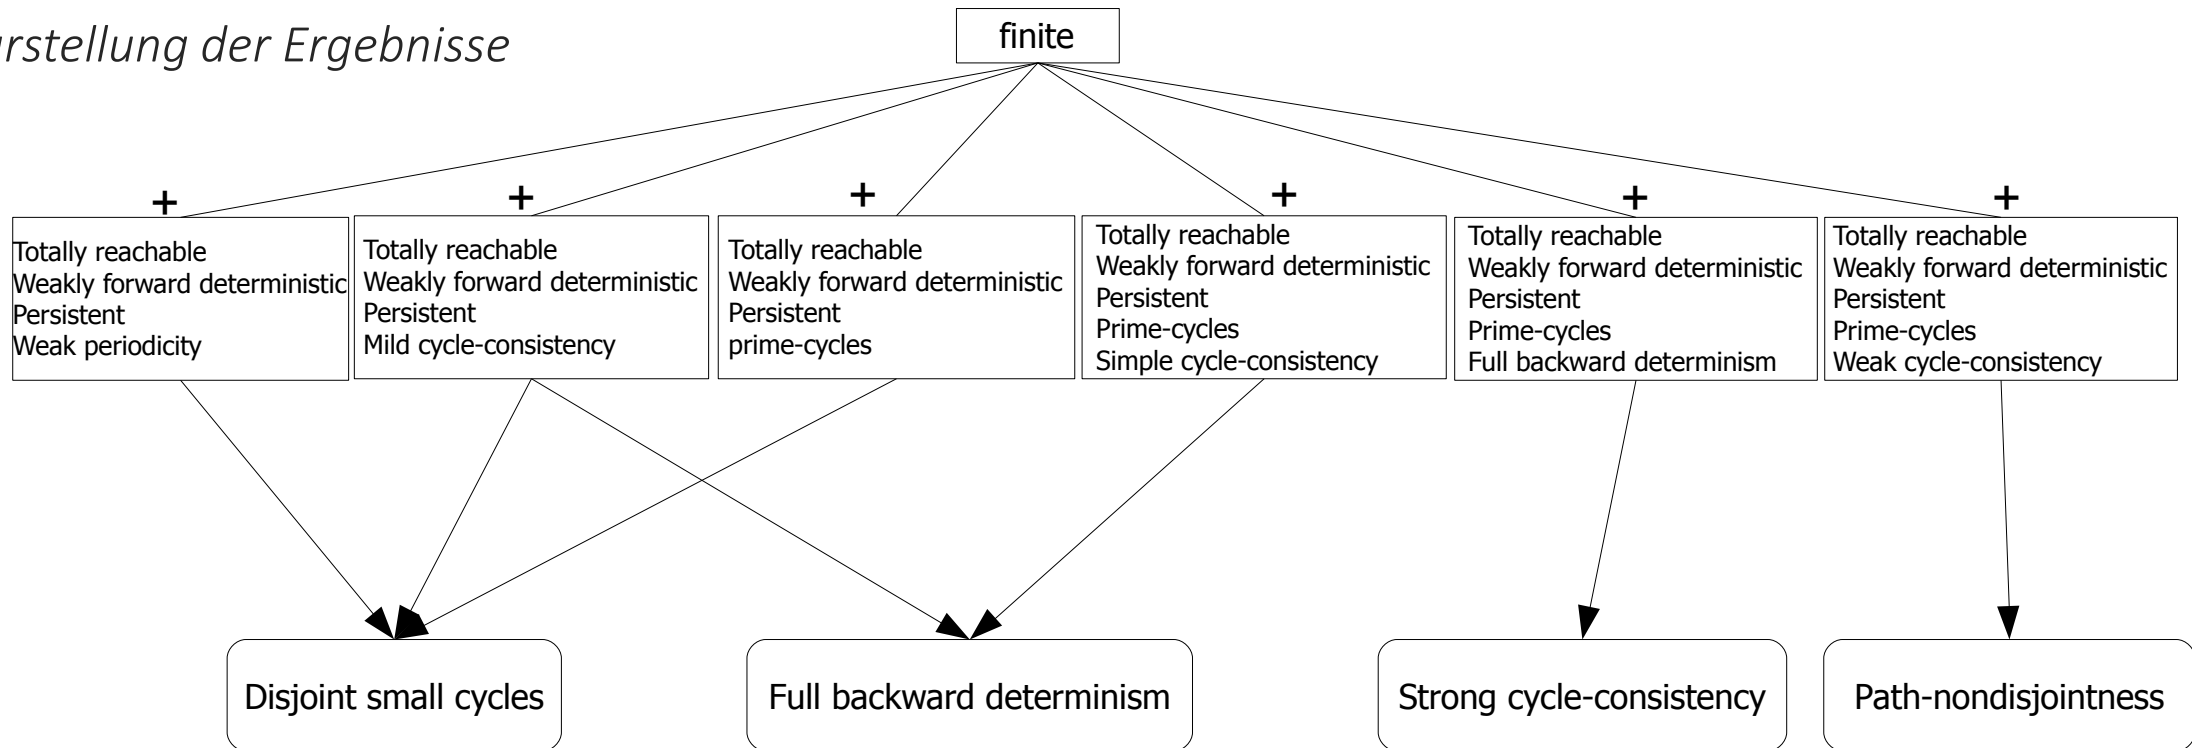 rstellung der Ergebnisse
finite
+
+
+
+
+
+
Totally reachable
Weakly forward deterministic
Persistent
Weak periodicity
Totally reachable
Weakly forward deterministic
Persistent
Mild cycle-consistency
Totally reachable
Weakly forward deterministic
Persistent
prime-cycles
Totally reachable
Weakly forward deterministic
Persistent
Prime-cycles
Simple cycle-consistency
Totally reachable
Weakly forward deterministic
Persistent
Prime-cycles
Full backward determinism
Totally reachable
Weakly forward deterministic
Persistent
Prime-cycles
Weak cycle-consistency
Disjoint small cycles
Full backward determinism
Strong cycle-consistency
Path-nondisjointness